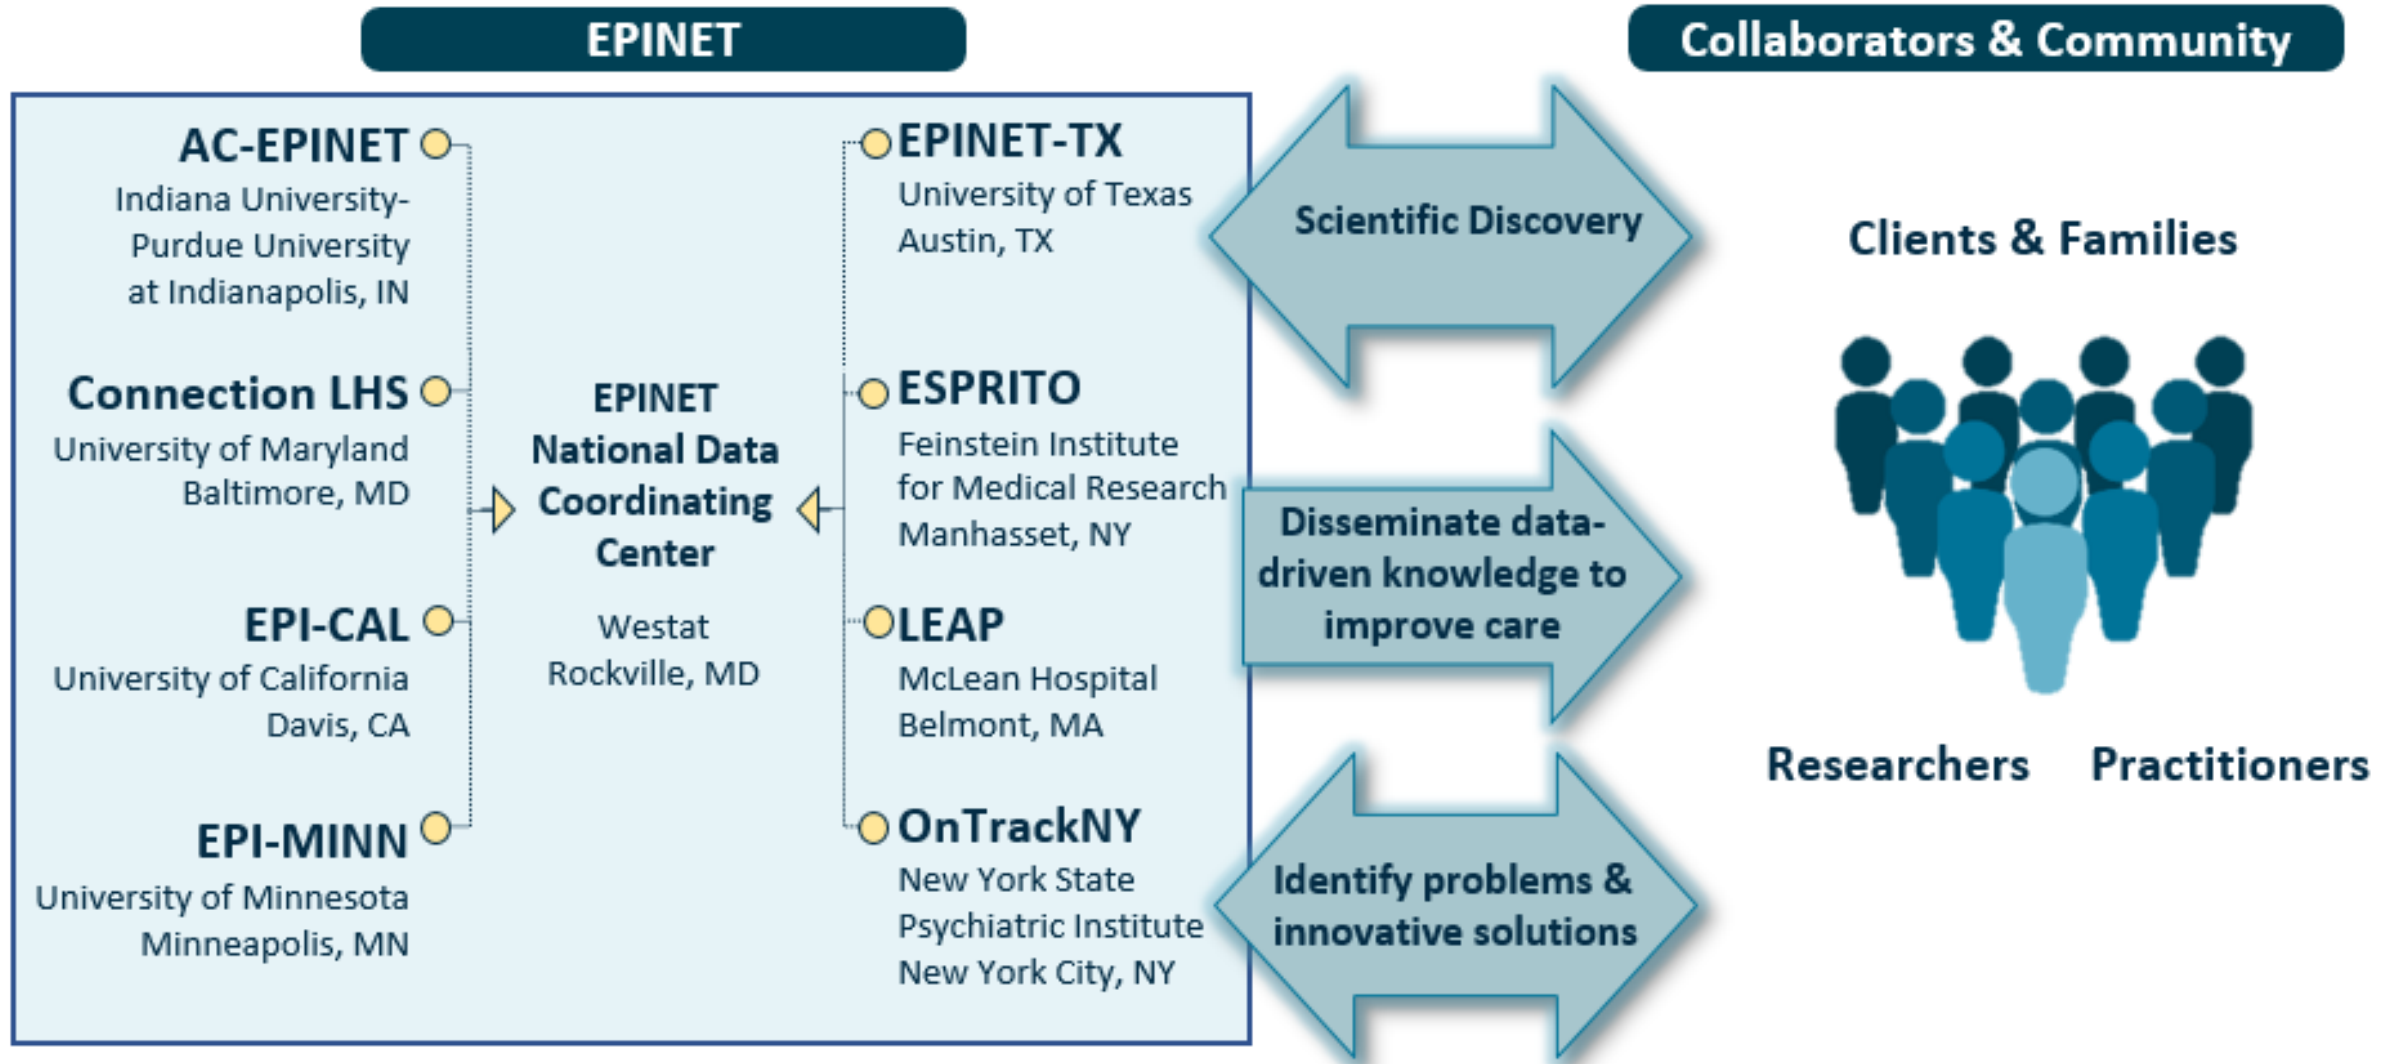 EPINET
AC-EPINET
Indiana University-
Purdue University
at Indianapolis, IN
Connection LHS
University of Maryland
Baltimore, MD
EPI-CAL
University of California
Davis, CA
EPI-MINN
University of Minnesota
Minneapolis, MN
EPINET
National Data
Coordinating
Center
Westat
Rockville, MD
EPINET-TX
University of Texas
Austin, TX
ESPRITO
Feinstein Institute
for Medical Research
Manhasset, NY
LEAP
McLean Hospital
Belmont, MA
OnTrackNY
New York State
Psychiatric Institute
New York City, NY
Scientific Discovery
Disseminate data-
driven knowledge to
improve care
Identify problems &
innovative solutions
Collaborators & Community
Clients & Families
Researchers
Practitioners